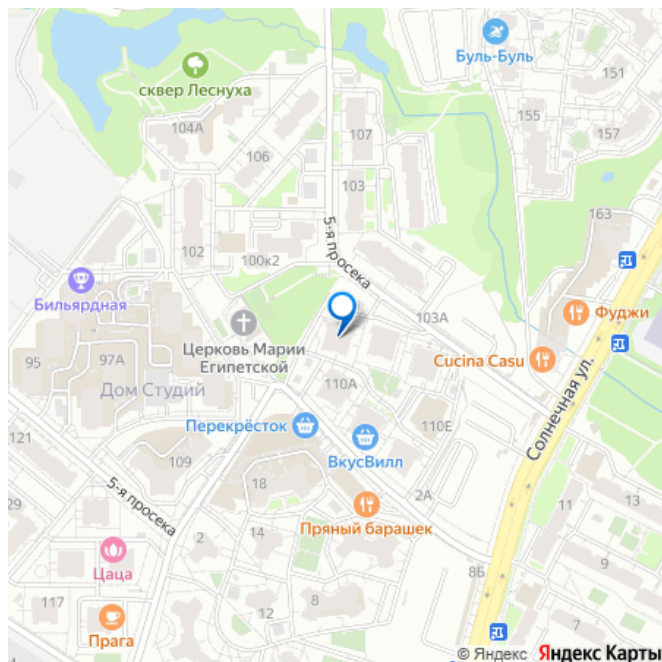 Буль-Буль
151
сквер Леснуха
155
104А
107
157
106
103
163
5-я просека
102
100к2
Бильярдная
103А
Фуджи
Церковь Марии
Египетской
95
97А
Cucina Casu
Дом Студий
110А
Солнечная ул.
Перекрёсток
110Е
121
109
ВкусВилл
5-я просека
18
2А
29
11
13
Пряный барашек
14
2
9
Цаца
8Б
117
12
8
7
Прага
© Яндекс Яндекс Карты